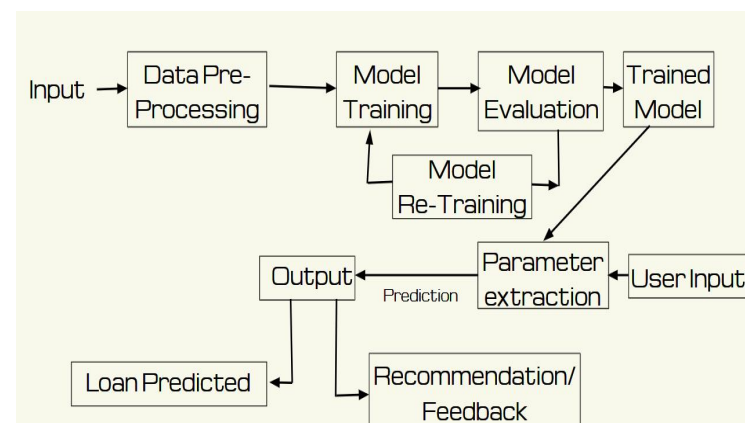 Input
Data Pre-
Processing
Model
Training
Model
Evaluation
Trained
Model
Model
Re-Training
Output
Prediction
Parameter
extraction
User Input
Loan Predicted
Recommendation/
Feedback